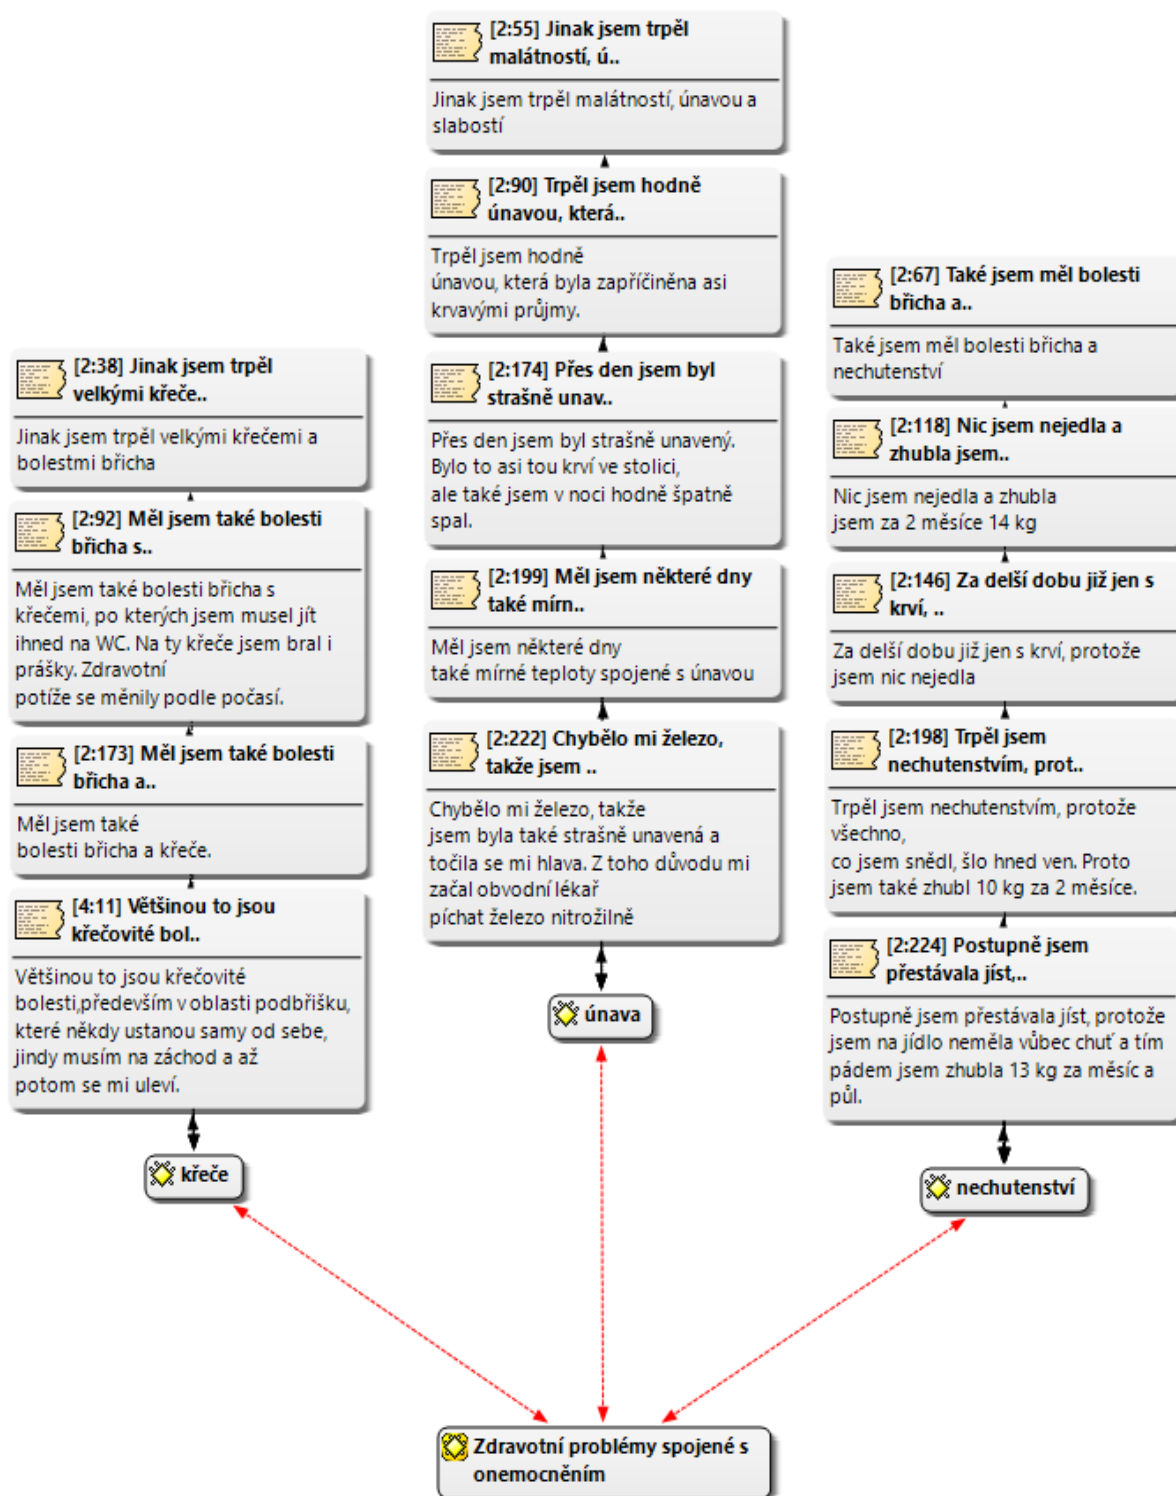 [2:55] Jinak jsem trpěl
malátností, ú..
Jinak jsem trpěl malátností, únavou a
slabostí
[2:90] Trpěl jsem hodně
únavou, která..
Trpěl jsem hodně
únavou, která byla zapříčiněna asi
krvavými průjmy.
[2:174] Přes den jsem byl
strašně unav..
Přes den jsem byl strašně unavený.
Bylo to asi tou krví ve stolici,
ale také jsem v noci hodně špatně
spal.
[2:199] Měl jsem některé dny
také mírn..
Měl jsem některé dny
také mírné teploty spojené s únavou
[2:222] Chybělo mi železo,
takže jsem ..
Chybělo mi železo, takže
jsem byla také strašně unavená a
točila se mi hlava. Z toho důvodu mi
začal obvodní lékař
píchat železo nitrožilně
únava
[2:38] Jinak jsem trpěl
velkými křeče..
Jinak jsem trpěl velkými křečemi a
bolestmi břicha
[2:92] Měl jsem také bolesti
břicha s..
Měl jsem také bolesti břicha s
křečemi, po kterých jsem musel jít
ihned na WC. Na ty křeče jsem bral i
prášky. Zdravotní
potíže se měnily podle počasí.
[2:173] Měl jsem také bolesti
břicha a..
Měl jsem také
bolesti břicha a křeče.
[4:11] Většinou to jsou
křečovité bol..
Většinou to jsou křečovité
bolesti,především v oblasti podbřišku,
které někdy ustanou samy od sebe,
jindy musím na záchod a až
potom se mi uleví.
křeče
[2:67] Také jsem měl bolesti
břicha a..
Také jsem měl bolesti břicha a
nechutenství
[2:118] Nic jsem nejedla a
zhubla jsem..
Nic jsem nejedla a zhubla
jsem za 2 měsíce 14 kg
[2:146] Za delší dobu již jen s
krví, ..
Za delší dobu již jen s krví, protože
jsem nic nejedla
[2:198] Trpěl jsem
nechutenstvím, prot..
Trpěl jsem nechutenstvím, protože
všechno,
co jsem snědl, šlo hned ven. Proto
jsem také zhubl 10 kg za 2 měsíce.
[2:224] Postupně jsem
přestávala jíst,..
Postupně jsem přestávala jíst, protože
jsem na jídlo neměla vůbec chuť a tím
pádem jsem zhubla 13 kg za měsíc a
půl.
nechutenství
Zdravotní problémy spojené s
onemocněním